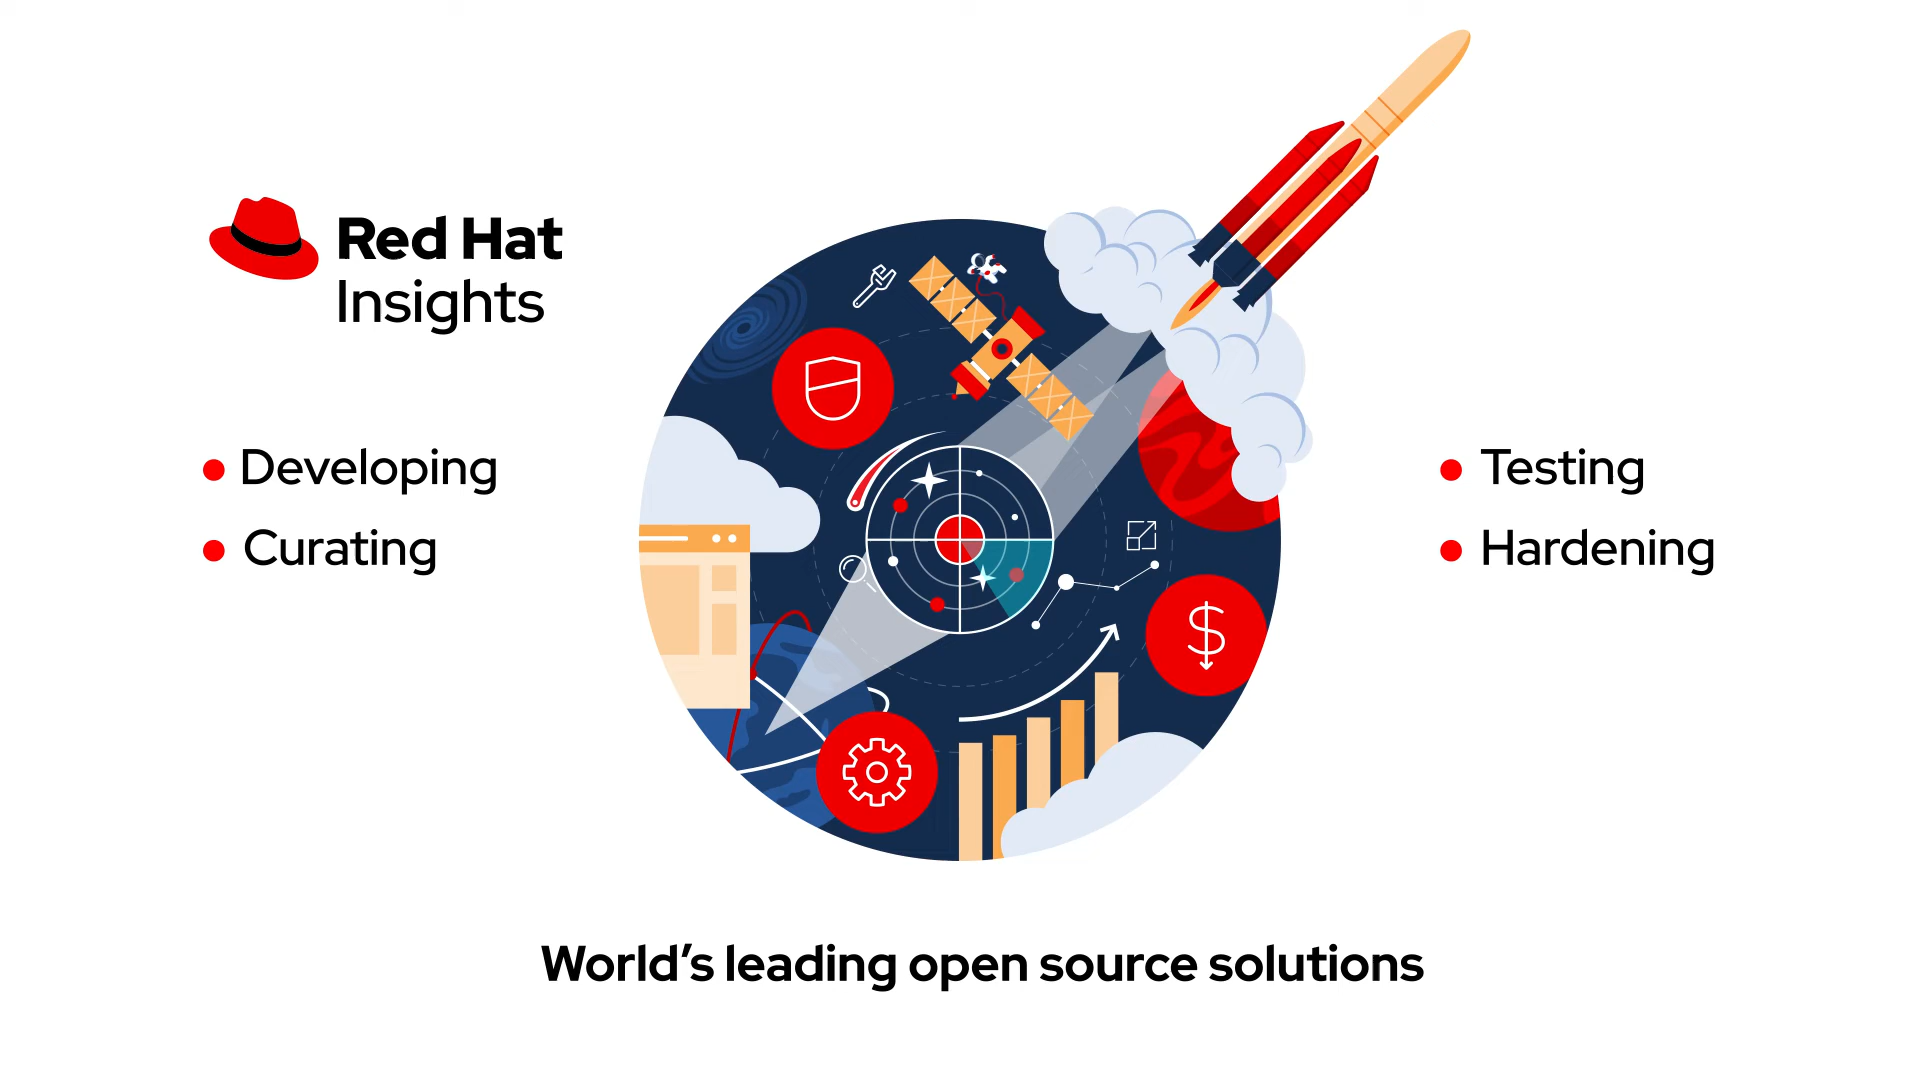 Red Hat
Insights
Developing
Curating
Testing
Hardening
World’s leading open source solutions